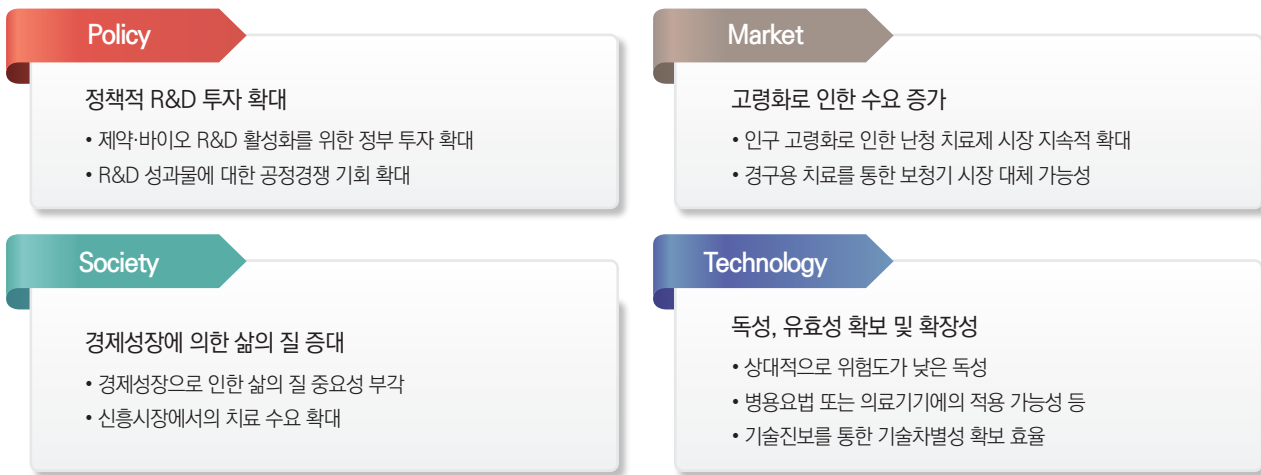 Policy
정책적 R&D 투자 확대
• 제약·바이오 R&D 활성화를 위한 정부 투자 확대
• R&D 성과물에 대한 공정경쟁 기회 확대
Market
고령화로 인한 수요 증가
• 인구 고령화로 인한 난청 치료제 시장 지속적 확대
• 경구용 치료를 통한 보청기 시장 대체 가능성
Society
경제성장에 의한 삶의 질 증대
• 경제성장으로 인한 삶의 질 중요성 부각
• 신흥시장에서의 치료 수요 확대
Technology
독성, 유효성 확보 및 확장성
• 상대적으로 위험도가 낮은 독성
• 병용요법 또는 의료기기에의 적용 가능성 등
• 기술진보를 통한 기술차별성 확보 효율